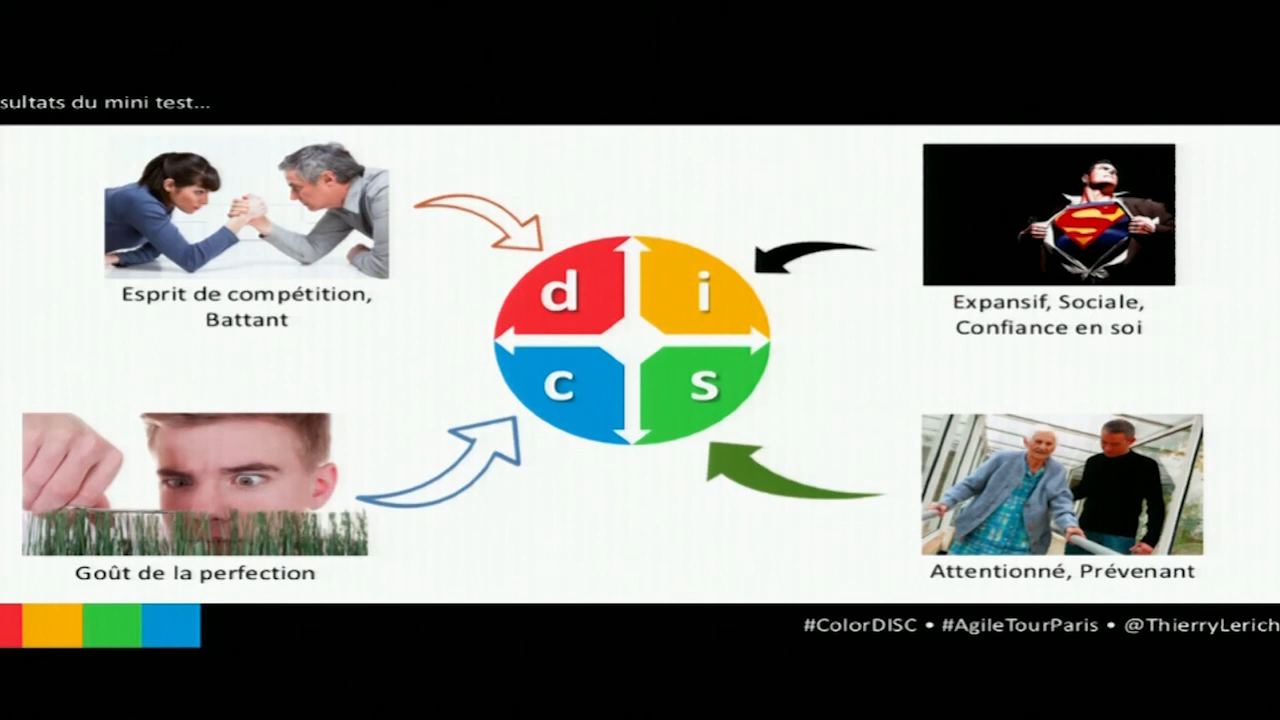 sultats du mini test...
Esprit de compétition,
Battant
Expansif, Sociale,
Confiance en soi
d
i
c
s
Goût de la perfection
Attentionné, Prévenant
#ColorDISC • #AgileTourParis • @ThierryLerich